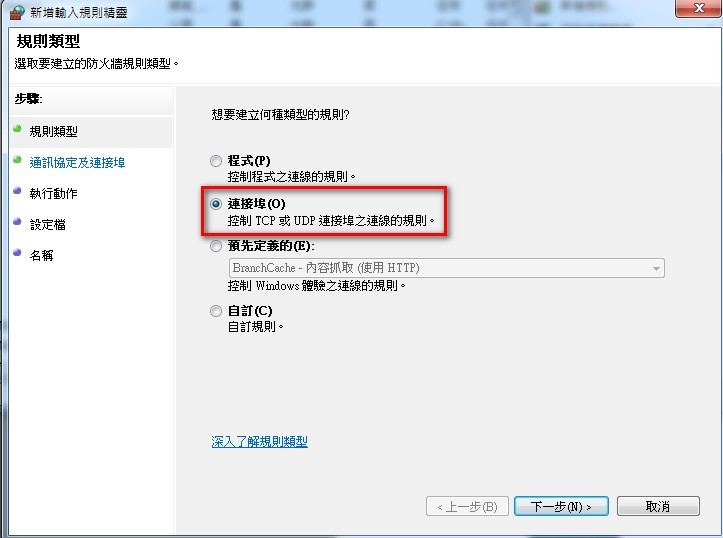 新增輸入規則精靈
規則類型
選取要建立的防火牆規則類型。
步驟:
規則類型
通訊協定及連接埠
執行動作
設定檔
名稱
想要建立何種類型的規則?
程式(P)
控制程式之連線的規則。
連接埠(O)
控制 TCP 或 UDP 連接埠之連線的規則。
預先定義的(E):
BranchCache - 內容抓取 (使用 HTTP)
控制 Windows 體驗之連線的規則。
自訂(C)
自訂規則。
深入了解規則類型
< 上一步(B)
下一步(N) >
取消